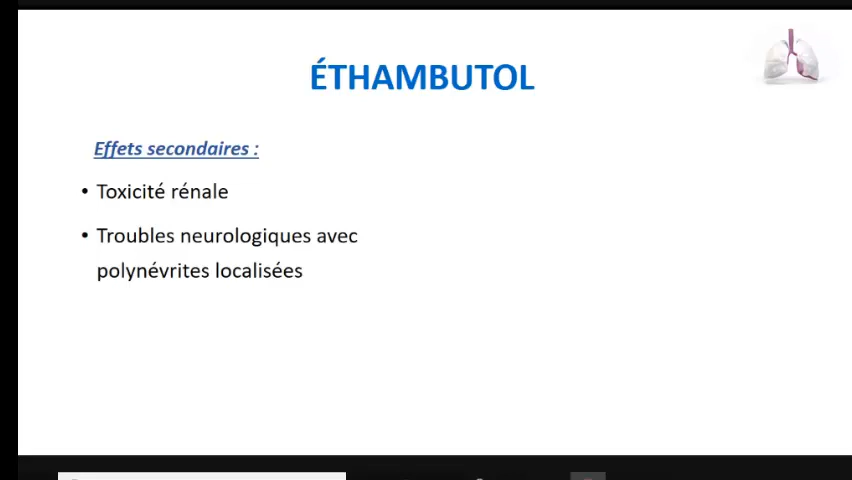 ÉTHAMBUTOL
Effets secondaires :
• Toxicité rénale
• Troubles neurologiques avec
polynévrites localisées